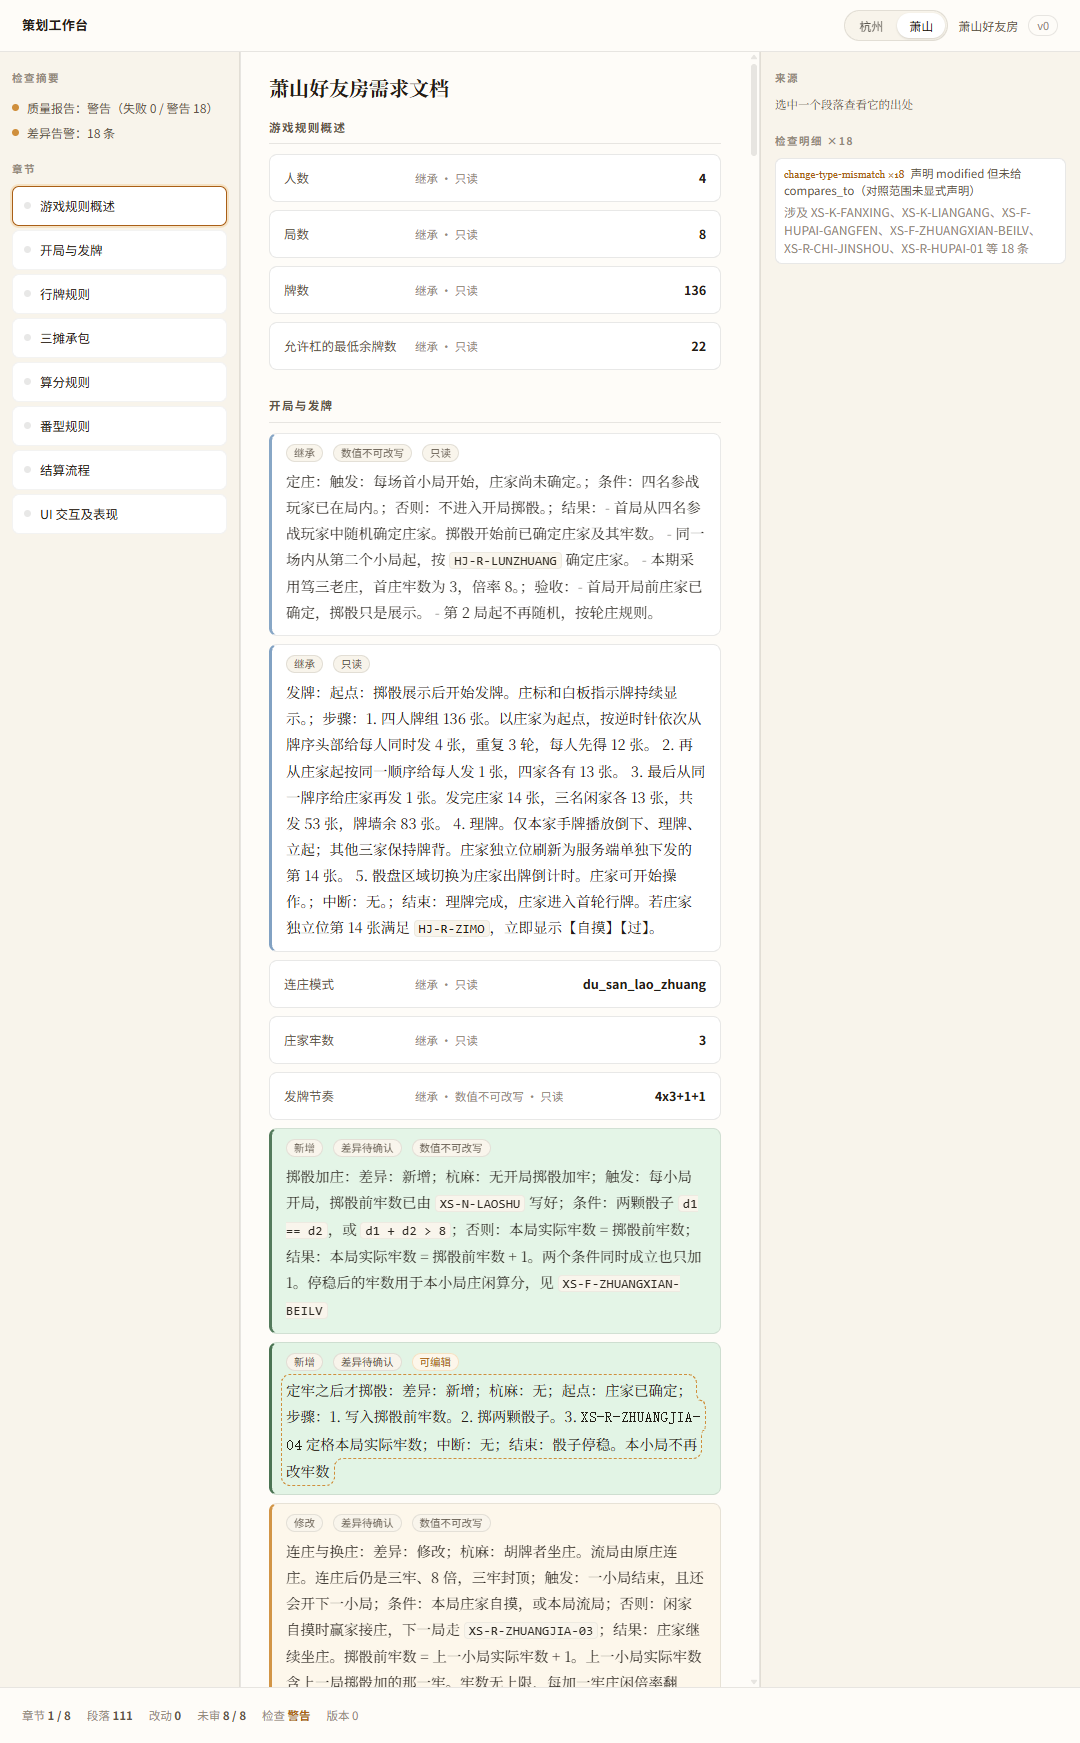 策划工作台
杭州 萧山 萧山好友房 v0
检查摘要
质量报告：警告（失败 0 / 警告 18）
差异告警：18 条
章节
游戏规则概述
开局与发牌
行牌规则
三摊承包
算分规则
番型规则
结算流程
UI 交互及表现
萧山好友房需求文档
游戏规则概述
人数 继承 · 只读 4
局数 继承 · 只读 8
牌数 继承 · 只读 136
允许杠的最低余牌数 继承 · 只读 22
开局与发牌
继承 数值不可改写 只读
定庄：触发：每场首小局开始，庄家尚未确定。；条件：四名参战
玩家已在局内。；否则：不进入开局掷骰。；结果：- 首局从四名参
战玩家中随机确定庄家。掷骰开始前已确定庄家及其牢数。 - 同一
场内从第二个小局起，按 HJ-R-LUNZHUANG 确定庄家。 - 本期采
用笃三老庄，首庄牢数为 3，倍率 8。；验收：- 首局开局前庄家已
确定，掷骰只是展示。 - 第 2 局起不再随机，按轮庄规则。
继承 只读
发牌：起点：掷骰展示后开始发牌。庄标和白板指示牌持续显
示。；步骤：1. 四人牌组 136 张。以庄家为起点，按逆时针依次从
牌序头部给每人同时发 4 张，重复 3 轮，每人先得 12 张。 2. 再
从庄家起按同一顺序给每人发 1 张，四家各有 13 张。 3. 最后从同
一牌序给庄家再发 1 张。发完庄家 14 张，三名闲家各 13 张，共
发 53 张，牌墙余 83 张。 4. 理牌。仅本家手牌播放倒下、理牌、
立起；其他三家保持牌背。庄家独立位刷新为服务端单独下发的
第 14 张。 5. 骰盘区域切换为庄家出牌倒计时。庄家可开始操
作。；中断：无。；结束：理牌完成，庄家进入首轮行牌。若庄家
独立位第 14 张满足 HJ-R-ZIMO ，立即显示【自摸】【过】。
连庄模式 继承 · 只读 du_san_lao_zhuang
庄家牢数 继承 · 只读 3
发牌节奏 继承 · 数值不可改写 · 只读 4x3+1+1
新增 差异待确认 数值不可改写
掷骰加庄：差异：新增；杭麻：无开局掷骰加牢；触发：每小局
开局，掷骰前牢数已由 XS-N-LAOSHU 写好；条件：两颗骰子 d1
== d2 ，或 d1 + d2 > 8 ；否则：本局实际牢数 = 掷骰前牢数；
结果：本局实际牢数 = 掷骰前牢数 + 1。两个条件同时成立也只加
1。停稳后的牢数用于本小局庄闲算分，见 XS-F-ZHUANGXIAN-
BEILV
新增 差异待确认 可编辑
定牢之后才掷骰：差异：新增；杭麻：无；起点：庄家已确定；
步骤：1. 写入掷骰前牢数。2. 掷两颗骰子。3. XS-R-ZHUANGJIA-
04 定格本局实际牢数；中断：无；结束：骰子停稳。本小局不再
改牢数
修改 差异待确认 数值不可改写
连庄与换庄：差异：修改；杭麻：胡牌者坐庄。流局由原庄连
庄。连庄后仍是三牢、8 倍，三牢封顶；触发：一小局结束，且还
会开下一小局；条件：本局庄家自摸，或本局流局；否则：闲家
自摸时赢家接庄，下一局走 XS-R-ZHUANGJIA-03 ；结果：庄家继
续坐庄。掷骰前牢数 = 上一小局实际牢数 + 1。上一小局实际牢数
含上一局掷骰加的那一牢。牢数无上限，每加一牢庄闲倍率翻
来源
选中一个段落查看它的出处
检查明细 ×18
change-type-mismatch ×18 声明 modified 但未给
compares_to（对照范围未显式声明）
涉及 XS-K-FANXING、XS-K-LIANGANG、XS-F-
HUPAI-GANGFEN、XS-F-ZHUANGXIAN-BEILV、
XS-R-CHI-JINSHOU、XS-R-HUPAI-01 等 18 条
章节 1 / 8 段落 111 改动 0 未审 8 / 8 检查 警告 版本 0